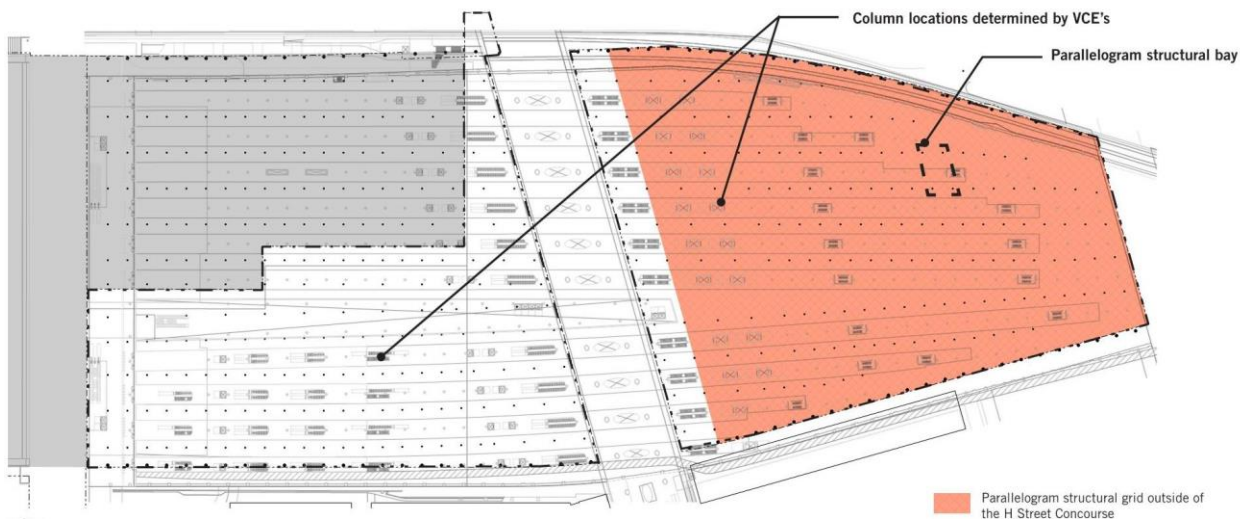 Column locations determined by VCE's
Parallelogram structural bay
Parallelogram structural grid outside of
the H Street Concourse